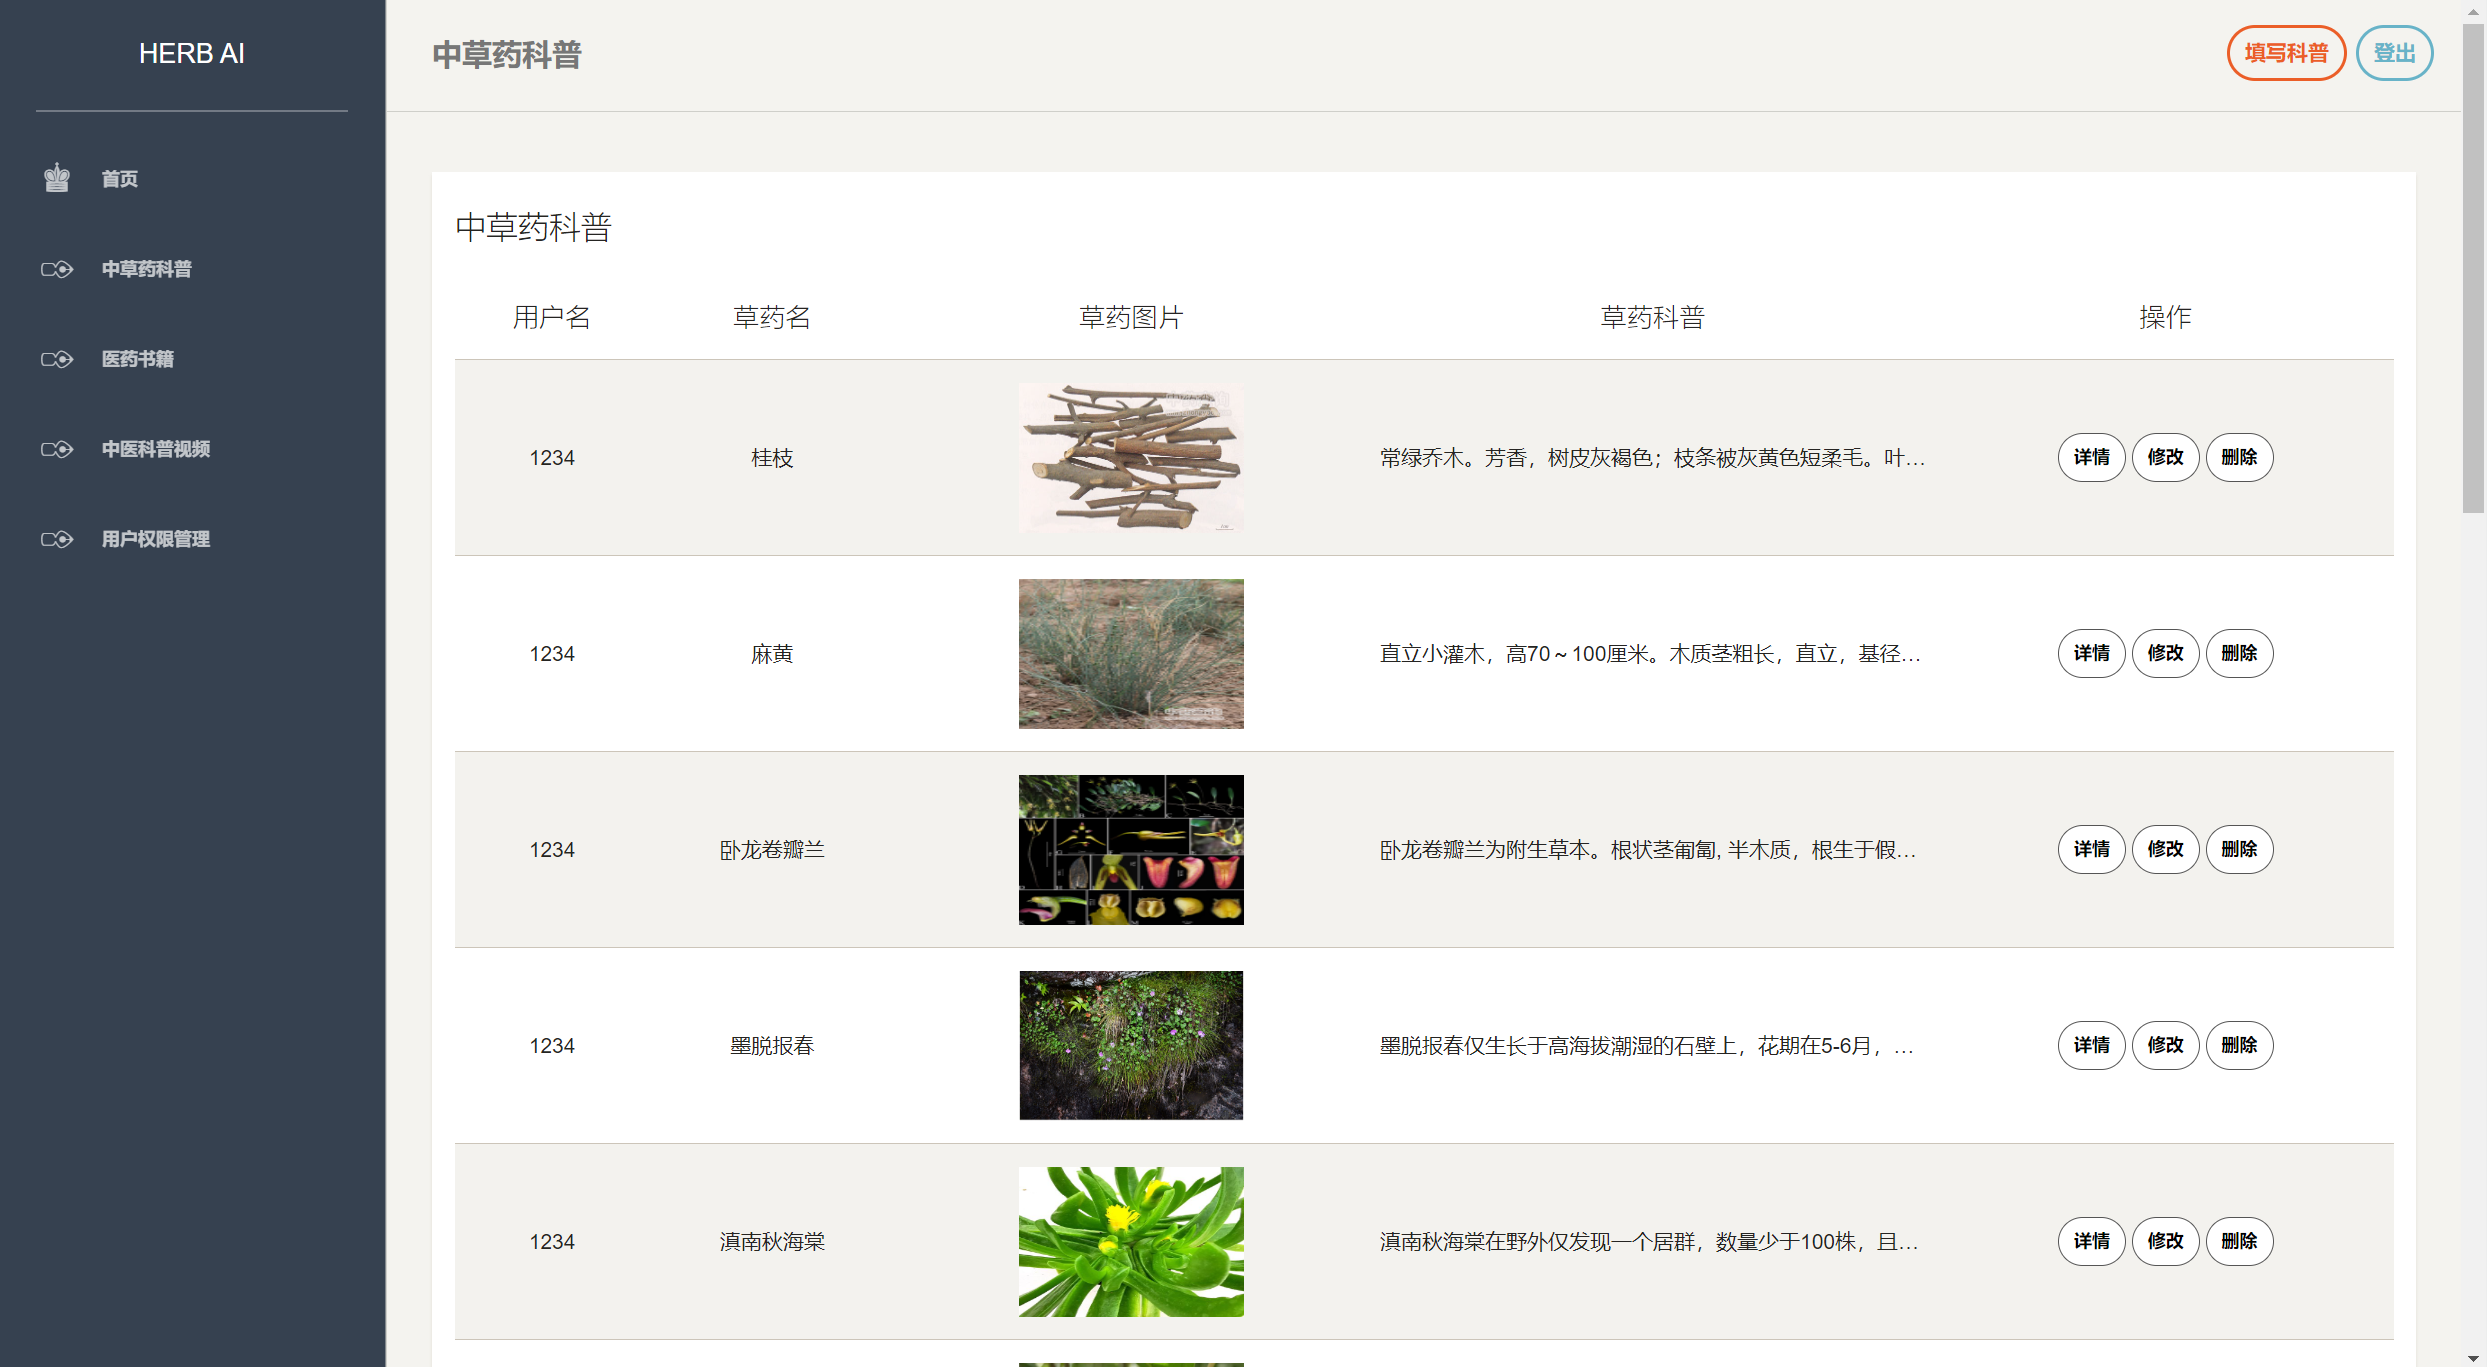 HERB AI
首页
中草药科普
医药书籍
中医科普视频
用户权限管理
中草药科普
填写科普
登出
中草药科普
用户名 草药名 草药图片 草药科普 操作
1234 桂枝 常绿乔木。芳香，树皮灰褐色；枝条被灰黄色短柔毛。叶… 详情 修改 删除
1234 麻黄 直立小灌木，高70～100厘米。木质茎粗长，直立，基径… 详情 修改 删除
1234 卧龙卷瓣兰 卧龙卷瓣兰为附生草本。根状茎匍匐, 半木质，根生于假… 详情 修改 删除
1234 墨脱报春 墨脱报春仅生长于高海拔潮湿的石壁上，花期在5-6月，… 详情 修改 删除
1234 滇南秋海棠 滇南秋海棠在野外仅发现一个居群，数量少于100株，且… 详情 修改 删除